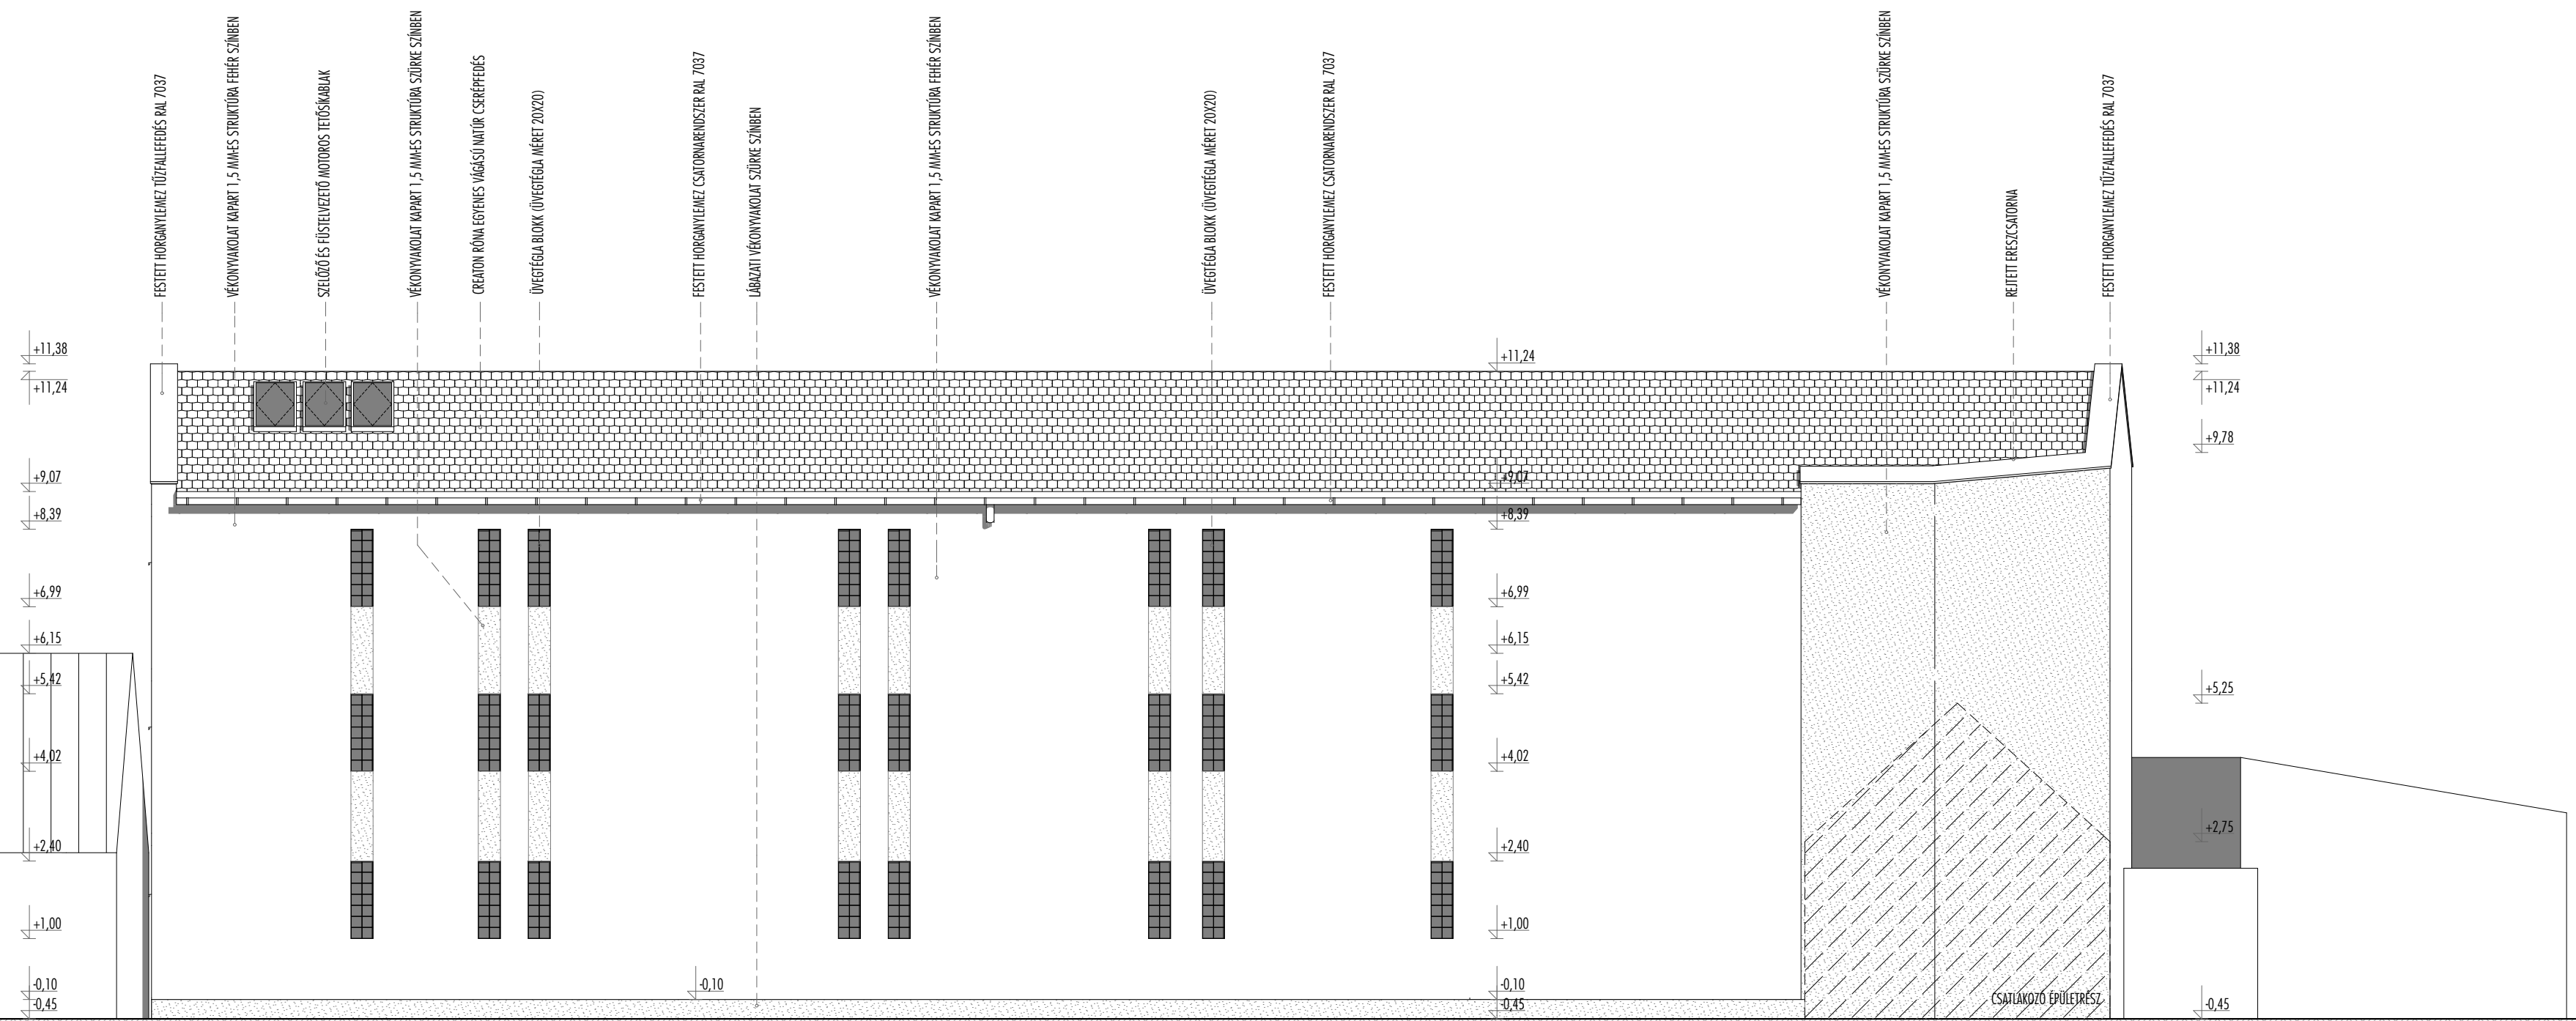 FESTETT HORGANYLEMEZ TŰZFALLEFEDÉS RAL 7037
VÉKONYVAKOLAT KAPART 1,5 MM-ES STRUKTÚRA FEHÉR SZÍNBEN
SZELLŐZŐ ÉS FÜSTELVEZETŐ MOTOROS TETŐSÍKABLAK
VÉKONYVAKOLAT KAPART 1,5 MM-ES STRUKTÚRA SZÜRKE SZÍNBEN
CREATON RÓNA EGYENES VÁGÁSÚ NATÚR CSERÉPFEDÉS
ÜVEGTÉGLA BLOKK (ÜVEGTÉGLA MÉRET 20X20)
FESTETT HORGANYLEMEZ CSATORNARENDSZER RAL 7037
LÁBAZATI VÉKONYVAKOLAT SZÜRKE SZÍNBEN
VÉKONYVAKOLAT KAPART 1,5 MM-ES STRUKTÚRA FEHÉR SZÍNBEN
ÜVEGTÉGLA BLOKK (ÜVEGTÉGLA MÉRET 20X20)
FESTETT HORGANYLEMEZ CSATORNARENDSZER RAL 7037
VÉKONYVAKOLAT KAPART 1,5 MM-ES STRUKTÚRA SZÜRKE SZÍNBEN
REJTETT ERESZCSATORNA
FESTETT HORGANYLEMEZ TŰZFALLEFEDÉS RAL 7037
+11,38
+11,24
+9,07
+8,39
+6,99
+6,15
+5,42
+4,02
+2,40
+1,00
-0,10
-0,45
-0,10
+11,24
+9,07
+8,39
+6,99
+6,15
+5,42
+4,02
+2,40
+1,00
-0,10
-0,45
CSATLAKOZÓ ÉPÜLETRÉSZ
+11,38
+11,24
+9,78
+5,25
+2,75
-0,45